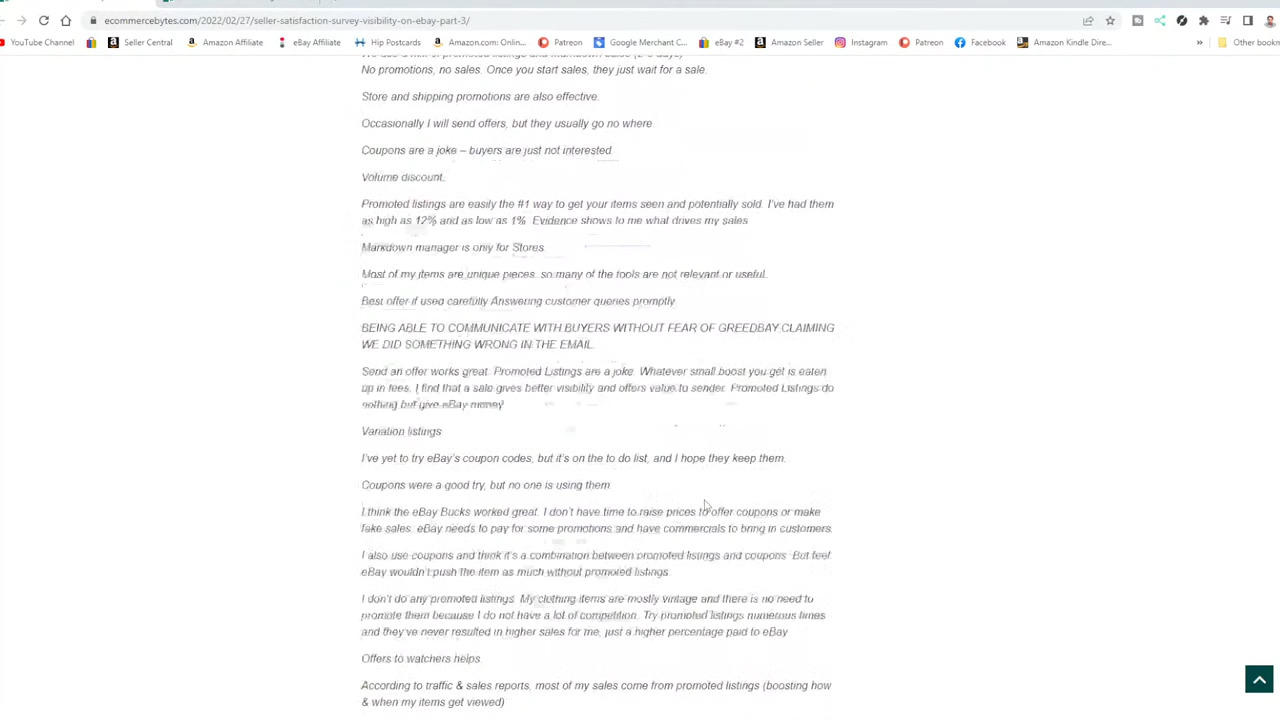 ecommercebytes.com/2022/02/27/seller-satisfaction-survey-visibility-on-ebay-part-3/
YouTube Channel
Seller Central
Amazon Affiliate
eBay Affiliate
Hip Postcards
Amazon.com: Onlin...
Patreon
Google Merchant C...
eBay #2
Amazon Seller
Instagram
Patreon
Facebook
Amazon Kindle Dire...
»
Other bookm
No promotions, no sales. Once you start sales, they just wait for a sale.
Store and shipping promotions are also effective.
Occasionally I will send offers, but they usually go no where
Coupons are a joke – buyers are just not interested.
Volume discount.
Promoted listings are easily the #1 way to get your items seen and potentially sold. I've had them
as high as 12% and as low as 1%. Evidence shows to me what drives my sales
Markdown manager is only for Stores.
Most of my items are unique pieces, so many of the tools are not relevant or useful.
Best offer if used carefully Answering customer queries promptly
BEING ABLE TO COMMUNICATE WITH BUYERS WITHOUT FEAR OF GREEDBAY CLAIMING
WE DID SOMETHING WRONG IN THE EMAIL.
Send an offer works great. Promoted Listings are a joke. Whatever small boost you get is eaten
up in fees. I find that a sale gives better visibility and offers value to sender. Promoted Listings do
nothing but give eBay money
Variation listings
I've yet to try eBay's coupon codes, but it's on the to do list, and I hope they keep them.
Coupons were a good try, but no one is using them.
I think the eBay Bucks worked great. I don't have time to raise prices to offer coupons or make
fake sales. eBay needs to pay for some promotions and have commercials to bring in customers.
I also use coupons and think it's a combination between promoted listings and coupons. But feel
eBay wouldn't push the item as much without promoted listings.
I don't do any promoted listings. My clothing items are mostly vintage and there is no need to
promote them because I do not have a lot of competition. Try promoted listings numerous times
and they've never resulted in higher sales for me, just a higher percentage paid to eBay
Offers to watchers helps.
According to traffic & sales reports, most of my sales come from promoted listings (boosting how
& when my items get viewed)